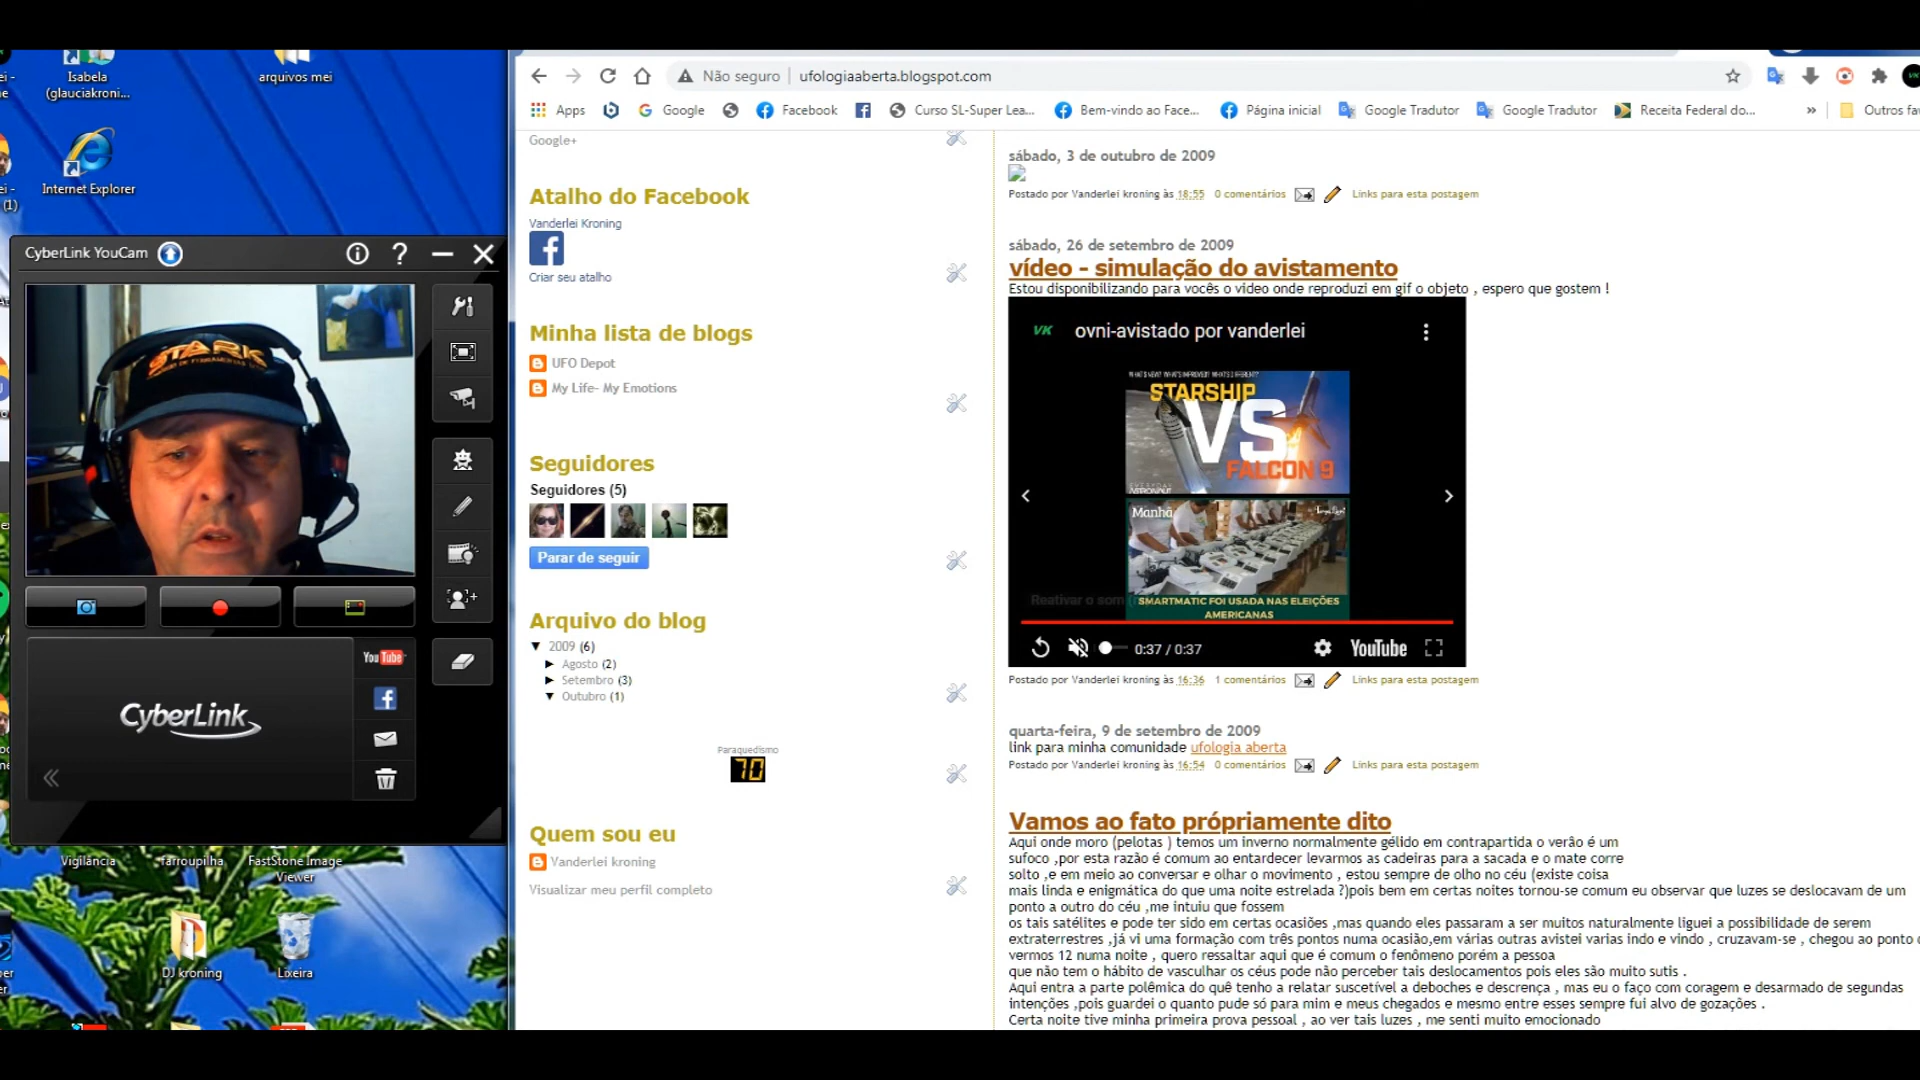 Isabela
(glauciakroni...
arquivos mei
Internet Explorer
CyberLink YouCam
STARK
YouTube
CyberLink
Vigilância
farroupilha
FastStone Image
Viewer
DJ kroning
Lixeira
Não seguro
ufologiaaberta.blogspot.com
Apps
Google
Facebook
Curso SL-Super Lea...
Bem-vindo ao Face...
Página inicial
Google Tradutor
Google Tradutor
Receita Federal do...
»
Outros fav
Google+
Atalho do Facebook
Vanderlei Kroning
Criar seu atalho
Minha lista de blogs
UFO Depot
My Life- My Emotions
Seguidores
Seguidores (5)
Parar de seguir
Arquivo do blog
▼ 2009 (6)
► Agosto (2)
► Setembro (3)
▼ Outubro (1)
Paraquedismo
70
Quem sou eu
Vanderlei kroning
Visualizar meu perfil completo
sábado, 3 de outubro de 2009
Postado por Vanderlei kroning às 18:55 0 comentários Links para esta postagem
sábado, 26 de setembro de 2009
vídeo - simulação do avistamento
Estou disponibilizando para vocês o video onde reproduzi em gif o objeto , espero que gostem !
VK ovni-avistado por vanderlei
WHAT'S NEW? WHAT'S IMPROVED? WHAT'S DIFFERENT?
STARSHIP
VS
FALCON 9
EVERYDAY
ASTRONAUT
Manhã
Reativar o som
SMARTMATIC FOI USADA NAS ELEIÇÕES
AMERICANAS
0:37 / 0:37
YouTube
Postado por Vanderlei kroning às 16:36 1 comentários Links para esta postagem
quarta-feira, 9 de setembro de 2009
link para minha comunidade ufologia aberta
Postado por Vanderlei kroning às 16:54 0 comentários Links para esta postagem
Vamos ao fato própriamente dito
Aqui onde moro (pelotas ) temos um inverno normalmente gélido em contrapartida o verão é um
sufoco ,por esta razão é comum ao entardecer levarmos as cadeiras para a sacada e o mate corre
solto ,e em meio ao conversar e olhar o movimento , estou sempre de olho no céu (existe coisa
mais linda e enigmática do que uma noite estrelada ?)pois bem em certas noites tornou-se comum eu observar que luzes se deslocavam de um
ponto a outro do céu ,me intuiu que fossem
os tais satélites e pode ter sido em certas ocasiões ,mas quando eles passaram a ser muitos naturalmente liguei a possibilidade de serem
extraterrestres ,já vi uma formação com três pontos numa ocasião,em várias outras avistei varias indo e vindo , cruzavam-se , chegou ao ponto
vermos 12 numa noite , quero ressaltar aqui que é comum o fenômeno porém a pessoa
que não tem o hábito de vasculhar os céus pode não perceber tais deslocamentos pois eles são muito sutis .
Aqui entra a parte polêmica do quê tenho a relatar suscetível a deboches e descrença , mas eu o faço com coragem e desarmado de segundas
intenções ,pois guardei o quanto pude só para mim e meus chegados e mesmo entre esses sempre fui alvo de gozações .
Certa noite tive minha primeira prova pessoal , ao ver tais luzes , me senti muito emocionado